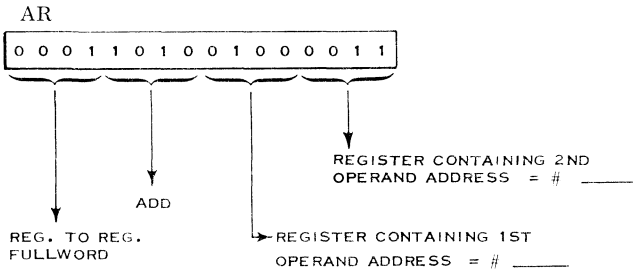 AR
0 0 0 1 1 0 1 0 0 1 0 0 0 0 1 1
REGISTER CONTAINING 2ND
OPERAND ADDRESS = # ____
ADD
REG. TO REG.
FULLWORD
REGISTER CONTAINING 1ST
OPERAND ADDRESS = # ____